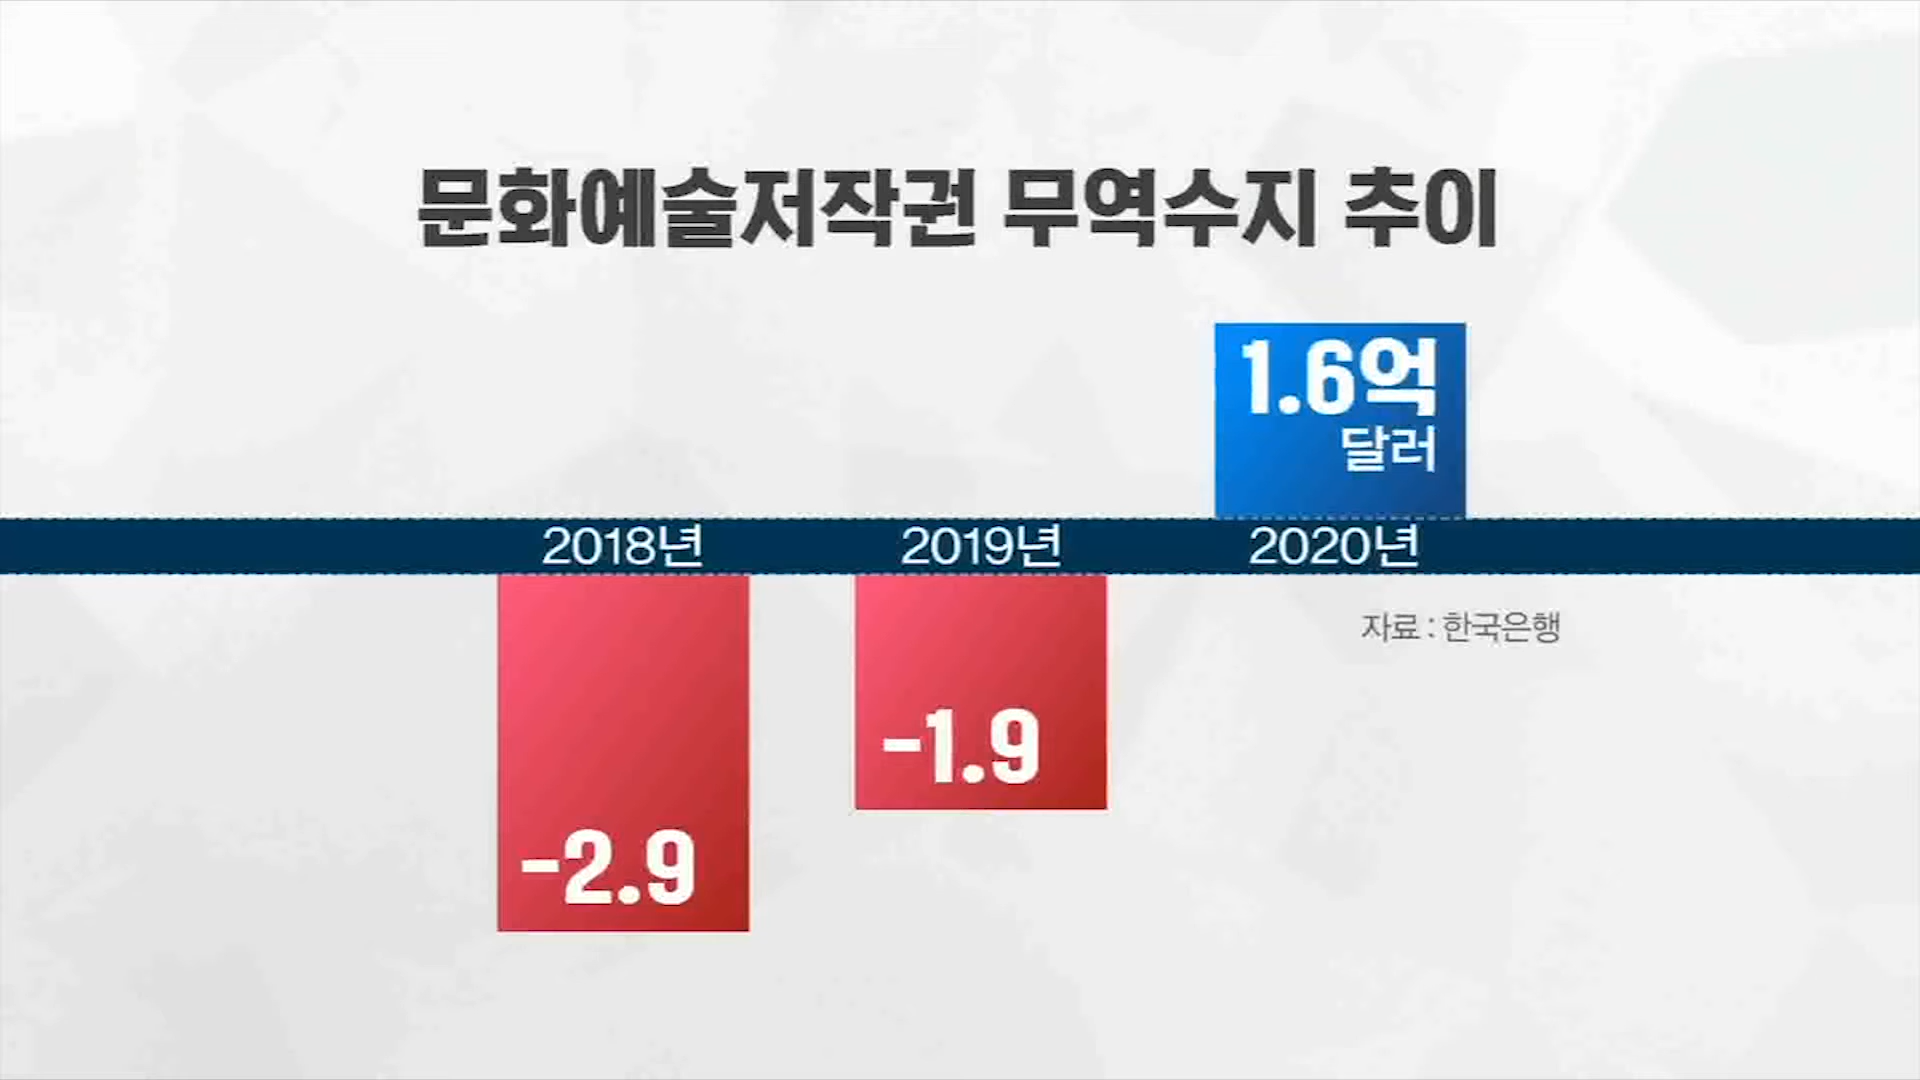 문화예술저작권 무역수지 추이
1.6억
달러
2018년 2019년 2020년
자료 : 한국은행
-1.9
-2.9